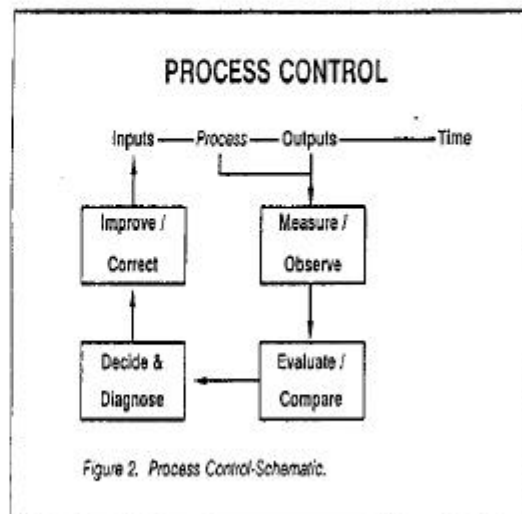 PROCESS CONTROL
Inputs Process Outputs Time
Improve /
Correct
Measure /
Observe
Decide &
Diagnose
Evaluate /
Compare
Figure 2. Process Control-Schematic.